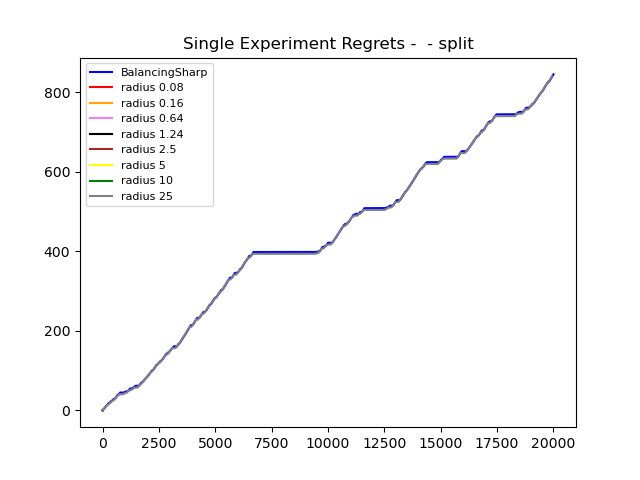 Single Experiment Regrets -  - split
BalancingSharp
radius 0.08
radius 0.16
radius 0.64
radius 1.24
radius 2.5
radius 5
radius 10
radius 25
800
600
400
200
0
0 2500 5000 7500 10000 12500 15000 17500 20000